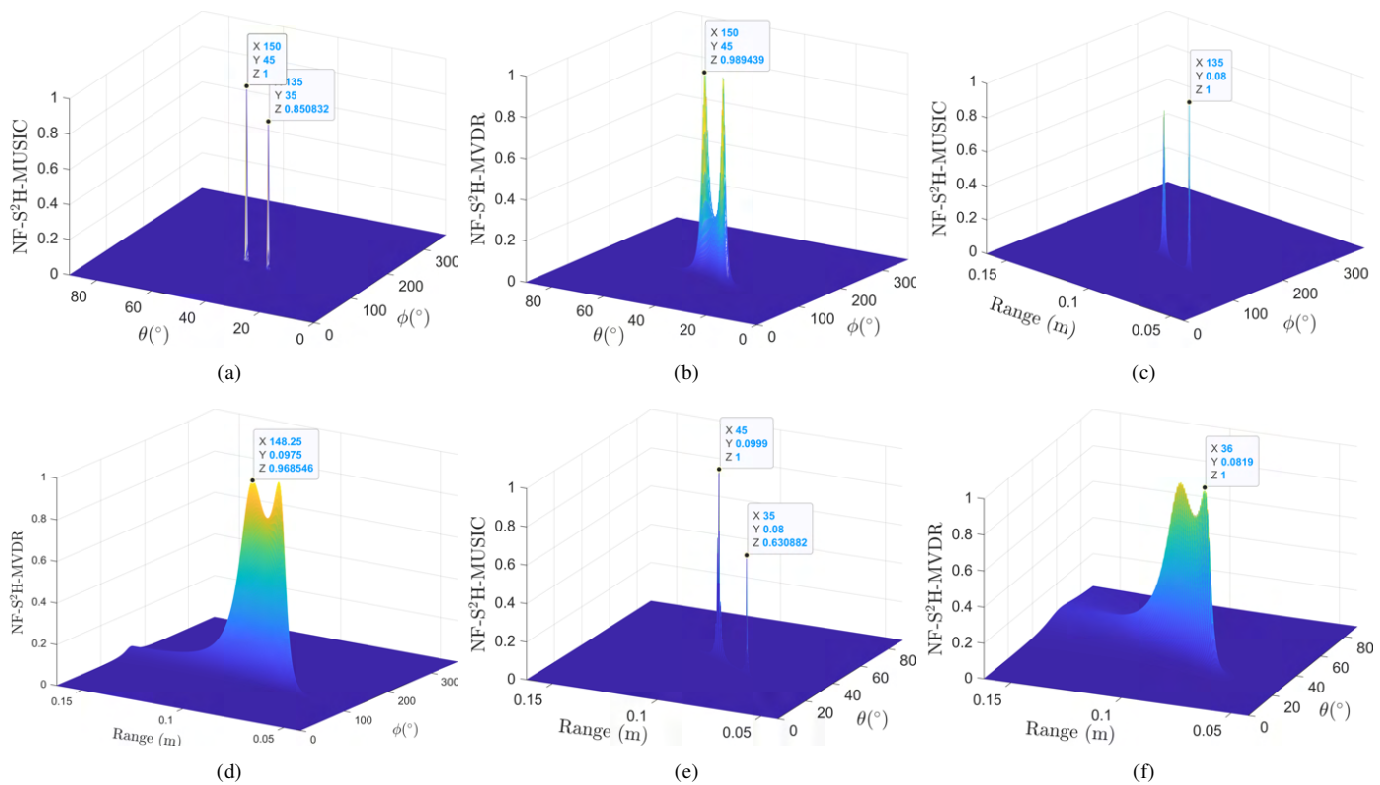 X 150
Y 45
Z 1
135
Y 35
Z 0.850832
NF-S²H-MUSIC
1
0.8
0.6
0.4
0.2
0
80
60
40
20
0
θ(°)
0
100
200
300
ϕ(°)
(a)
X 150
Y 45
Z 0.989439
NF-S²H-MVDR
1
0.8
0.6
0.4
0.2
0
80
60
40
20
0
θ(°)
0
100
200
300
ϕ(°)
(b)
X 135
Y 0.08
Z 1
NF-S²H-MUSIC
1
0.8
0.6
0.4
0.2
0
0.15
0.1
0.05
Range (m)
0
100
200
300
ϕ(°)
(c)
X 148.25
Y 0.0975
Z 0.968546
NF-S²H-MVDR
1
0.8
0.6
0.4
0.2
0
0.15
0.1
0.05
Range (m)
0
100
200
300
ϕ(°)
(d)
X 45
Y 0.0999
Z 1
X 35
Y 0.08
Z 0.630882
NF-S²H-MUSIC
1
0.8
0.6
0.4
0.2
0
0.15
0.1
0.05
Range (m)
0
20
40
60
80
θ(°)
(e)
X 36
Y 0.0819
Z 1
NF-S²H-MVDR
1
0.8
0.6
0.4
0.2
0
0.15
0.1
0.05
Range (m)
0
20
40
60
80
θ(°)
(f)